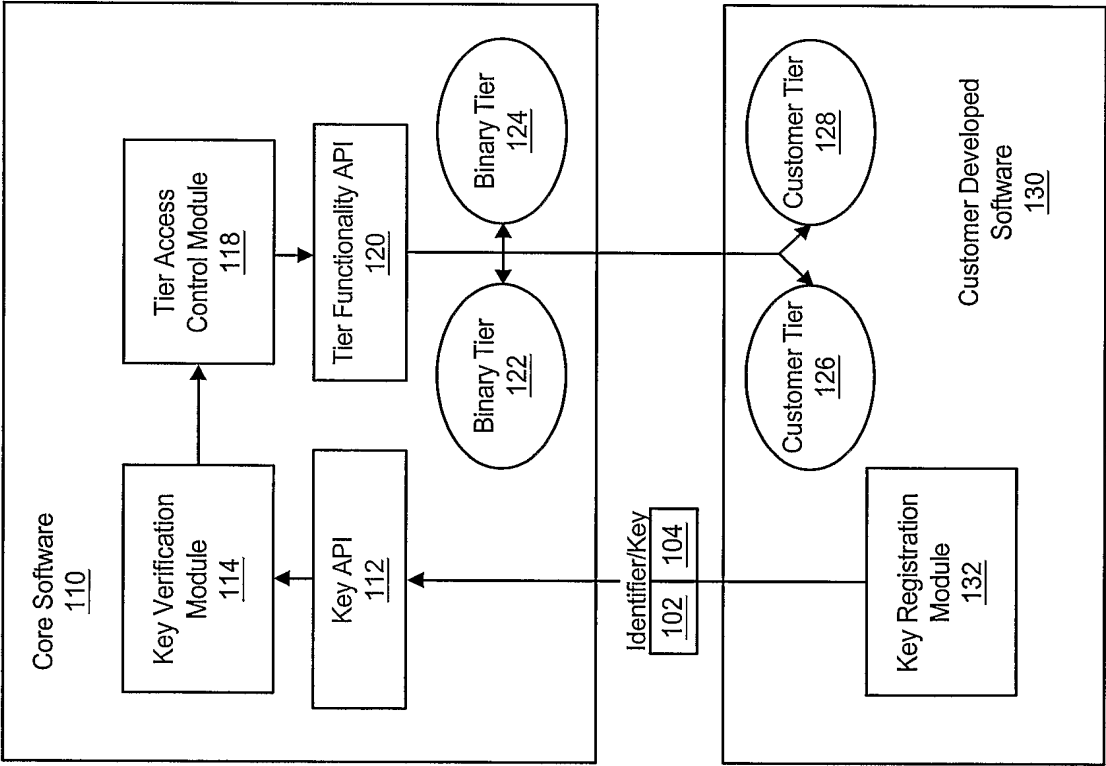 Core Software
110
Key Verification
Module
114
Tier Access
Control Module
118
Key API
112
Tier Functionality API
120
Binary Tier
122
Binary Tier
124
Identifier/Key
102 104
Customer Tier
126
Customer Tier
128
Key Registration
Module
132
Customer Developed
Software
130